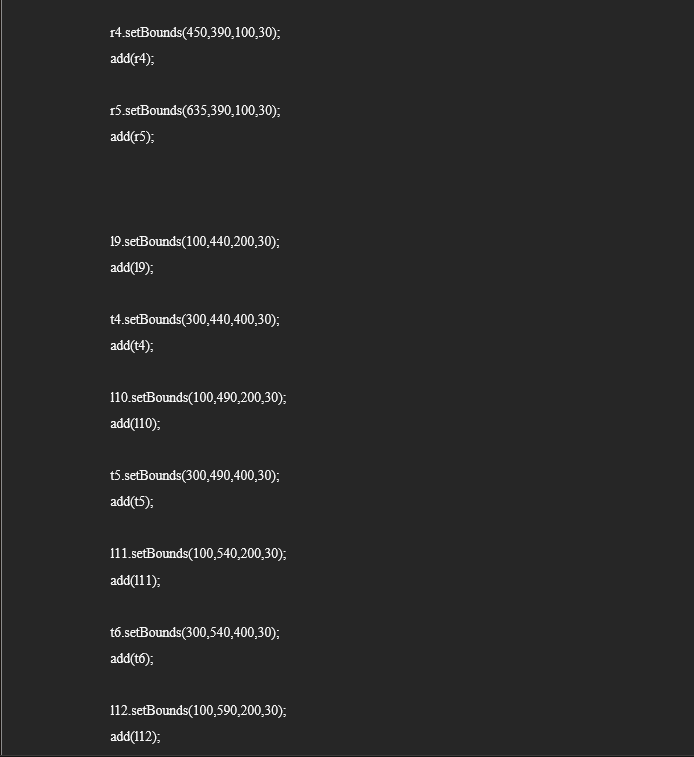 r4.setBounds(450,390,100,30);
add(r4);
r5.setBounds(635,390,100,30);
add(r5);
l9.setBounds(100,440,200,30);
add(l9);
t4.setBounds(300,440,400,30);
add(t4);
l10.setBounds(100,490,200,30);
add(l10);
t5.setBounds(300,490,400,30);
add(t5);
l11.setBounds(100,540,200,30);
add(l11);
t6.setBounds(300,540,400,30);
add(t6);
l12.setBounds(100,590,200,30);
add(l12);